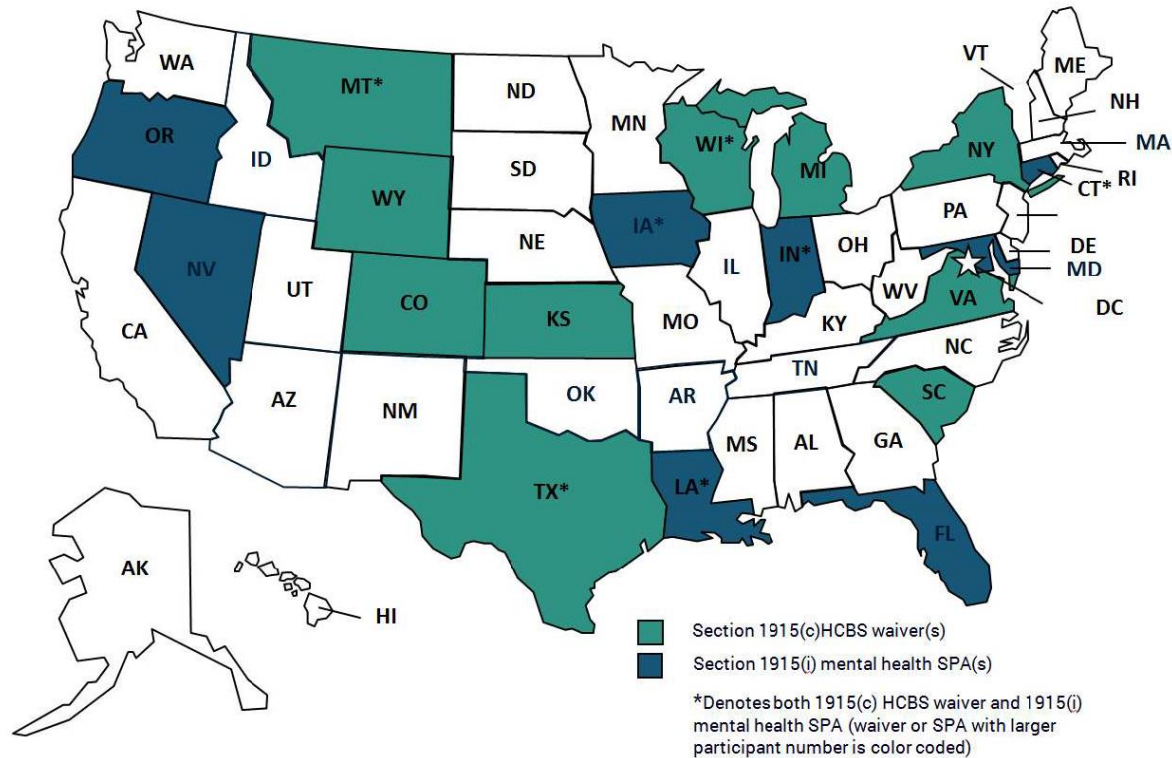 WA
MT*
ND
MN
VT
ME
NH
MA
RI
CT*
OR
ID
SD
WI*
MI
NY
WY
IA*
NE
PA
NV
UT
CO
KS
IL
IN*
OH
DE
MD
DC
WV
VA
CA
MO
KY
NC
AZ
NM
OK
AR
TN
SC
MS
AL
GA
TX*
LA*
FL
AK
HI
Section 1915(c)HCBS waiver(s)
Section 1915(i) mental health SPA(s)
*Denotes both 1915(c) HCBS waiver and 1915(i)
mental health SPA (waiver or SPA with larger
participant number is color coded)